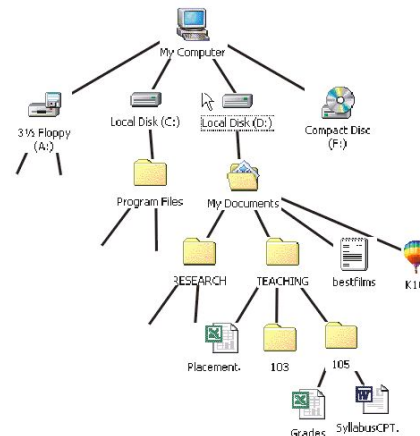 My Computer
3½ Floppy
(A:)
Local Disk (C:)
Local Disk (D:)
Compact Disc
(F:)
Program Files
My Documents
RESEARCH
TEACHING
bestfilms
K10
Placement.
103
105
Grades
SyllabusCPT.